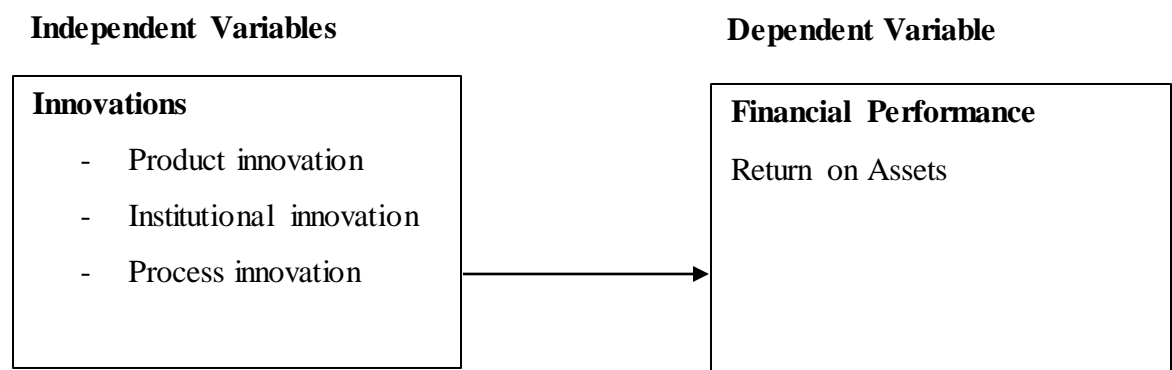 Independent Variables
Dependent Variable
Innovations
- Product innovation
- Institutional innovation
- Process innovation
Financial Performance
Return on Assets